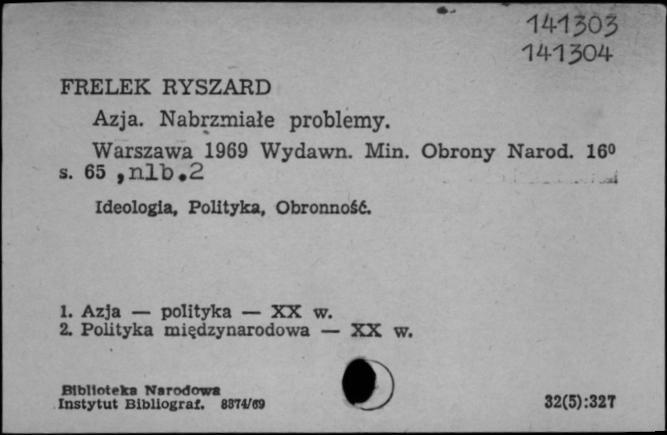 141303
141304
FRELEK RYSZARD
Azja. Nabrzmiałe problemy.
Warszawa 1969 Wydawn. Min. Obrony Narod. 16⁰
s. 65 ,nlb.2
Ideologia, Polityka, Obronność.
1. Azja — polityka — XX w.
2. Polityka międzynarodowa — XX w.
Biblioteka Narodowa
Instytut Bibliograf. 8374/69
32(5):327